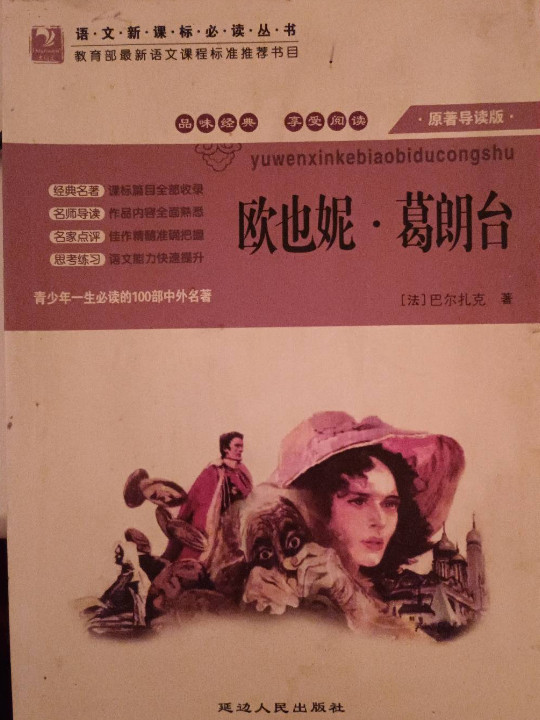 语·文·新·课·标·必·读·丛·书
教育部最新语文课程标准推荐书目
品味经典 享受阅读
·原著导读版·
yuwenxinkebiaobiducongshu
经典名著 课标篇目全部收录
名师导读 作品内容全面熟悉
名家点评 佳作精髓准确把握
思考练习 语文能力快速提升
欧也妮·葛朗台
青少年一生必读的100部中外名著
[法]巴尔扎克 著
延边人民出版社